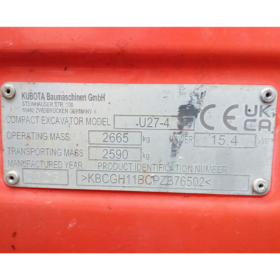 KUBOTA Baumaschinen GmbH
STEINHAUSER STR. 100
66482 ZWEIBRÜCKEN GERMANY
COMPACT EXCAVATOR MODEL U27-4
OPERATING MASS 2665 kg POWER 15.4
TRANSPORTING MASS 2590 kg
MANUFACTURED YEAR PRODUCT IDENTIFICATION NUMBER
>KBCGH11BCPZB76502<
CE
UK CA